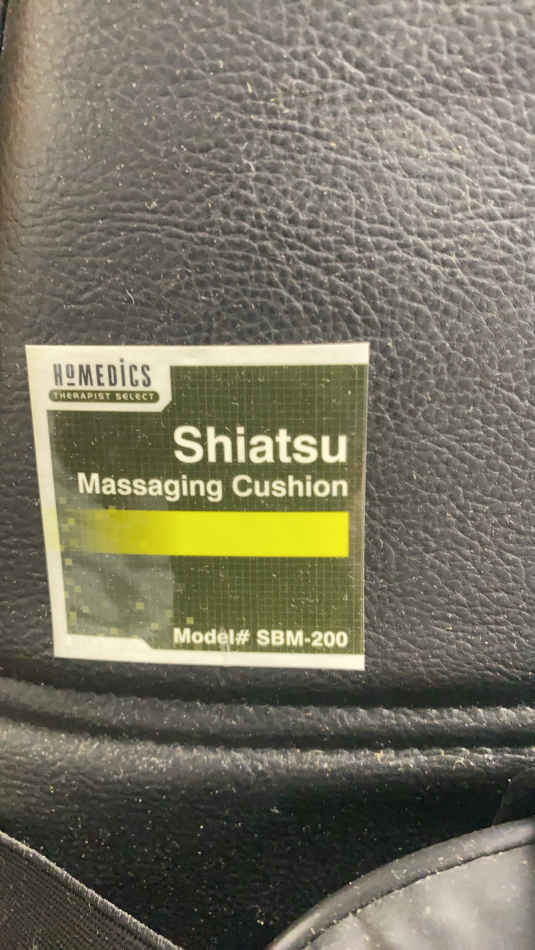 HoMEDiCS
THERAPIST SELECT
Shiatsu
Massaging Cushion
Model# SBM-200